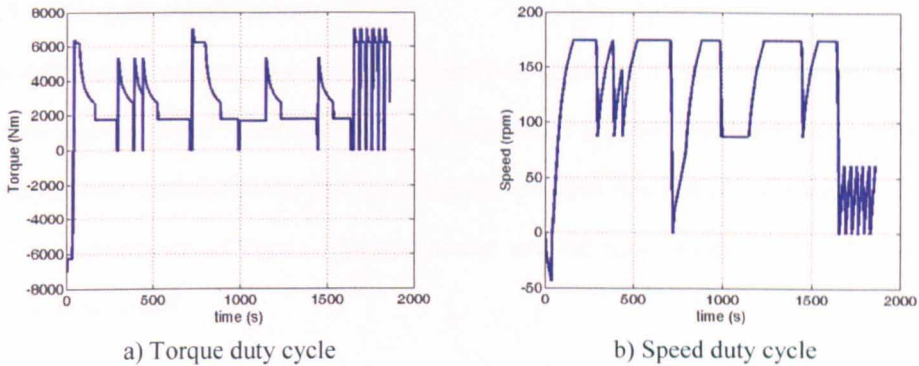 8000
6000
4000
2000
0
-2000
-4000
-6000
-8000
Torque (Nm)
0 500 1000 1500 2000
time (s)
a) Torque duty cycle
200
150
100
50
0
-50
Speed (rpm)
0 500 1000 1500 2000
time (s)
b) Speed duty cycle